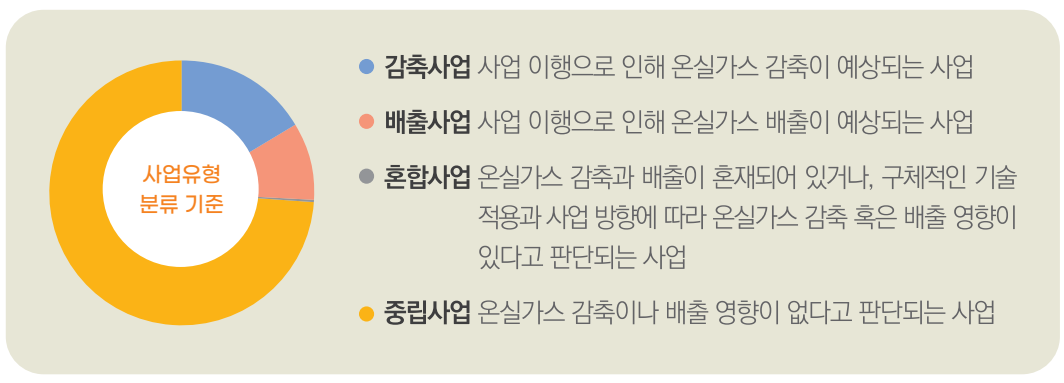 사업유형
분류 기준
감축사업 사업 이행으로 인해 온실가스 감축이 예상되는 사업
배출사업 사업 이행으로 인해 온실가스 배출이 예상되는 사업
혼합사업 온실가스 감축과 배출이 혼재되어 있거나, 구체적인 기술
적용과 사업 방향에 따라 온실가스 감축 혹은 배출 영향이
있다고 판단되는 사업
중립사업 온실가스 감축이나 배출 영향이 없다고 판단되는 사업